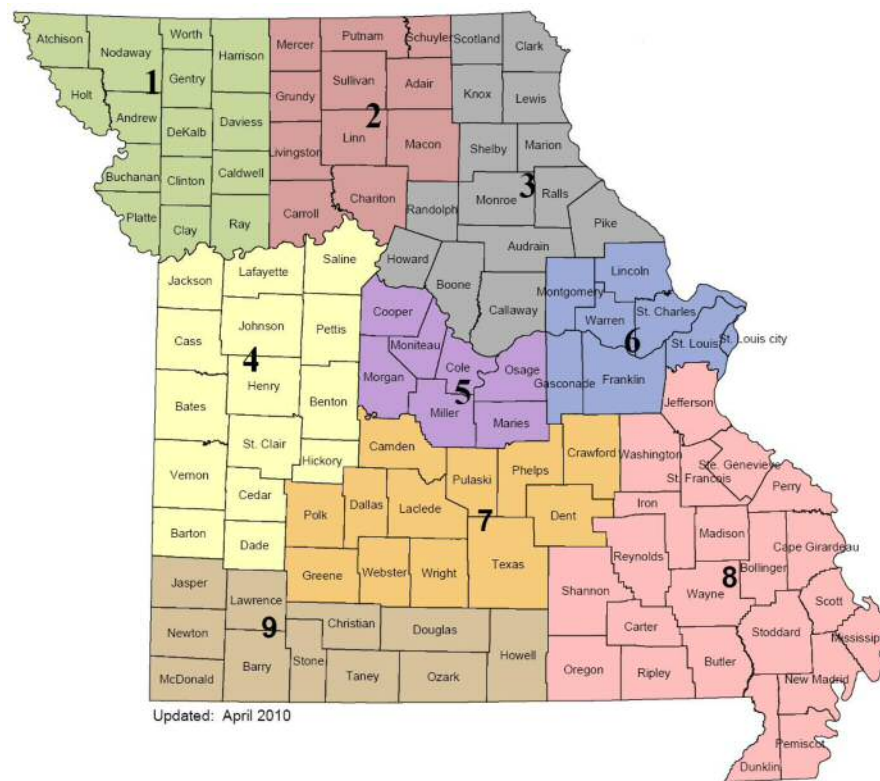 Atchison
Nodaway
Worth
Harrison
Mercer
Putnam
Schuyler
Scotland
Clark
Holt
1
Gentry
Sullivan
Adair
Grundy
Knox
Lewis
Andrew
DeKalb
Daviess
2
Linn
Macon
Livingston
Shelby
Marion
Buchanan
Clinton
Caldwell
3
Monroe
Ralls
Chariton
Randolph
Platte
Clay
Ray
Carroll
Pike
Audrain
Howard
Saline
Lafayette
Jackson
Boone
Callaway
Lincoln
Montgomery
Cooper
Warren
St. Charles
Johnson
Pettis
Cass
Moniteau
6
St. Louis
St. Louis city
4
Cole
Osage
Morgan
5
Gasconade
Franklin
Henry
Benton
Bates
Miller
Maries
Jefferson
St. Clair
Camden
Hickory
Crawford
Washington
Ste. Genevieve
Phelps
Pulaski
St. Francois
Vernon
Perry
Cedar
Polk
Dallas
Laclede
Dent
Iron
7
Madison
Barton
Dade
Cape Girardeau
Reynolds
Texas
Bollinger
Greene
Webster
Wright
8
Jasper
Shannon
Wayne
Lawrence
Scott
Christian
Douglas
Carter
Stoddard
Newton
9
Mississippi
Howell
Stone
Barry
Taney
Ozark
Oregon
Ripley
Butler
McDonald
New Madrid
Updated: April 2010
Pemiscot
Dunklin